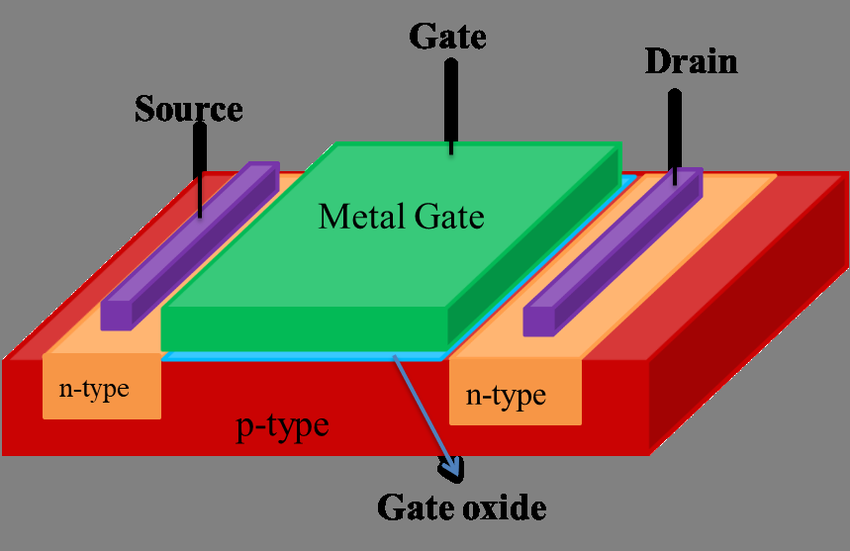 Gate
Drain
Source
Metal Gate
n-type
n-type
p-type
Gate oxide